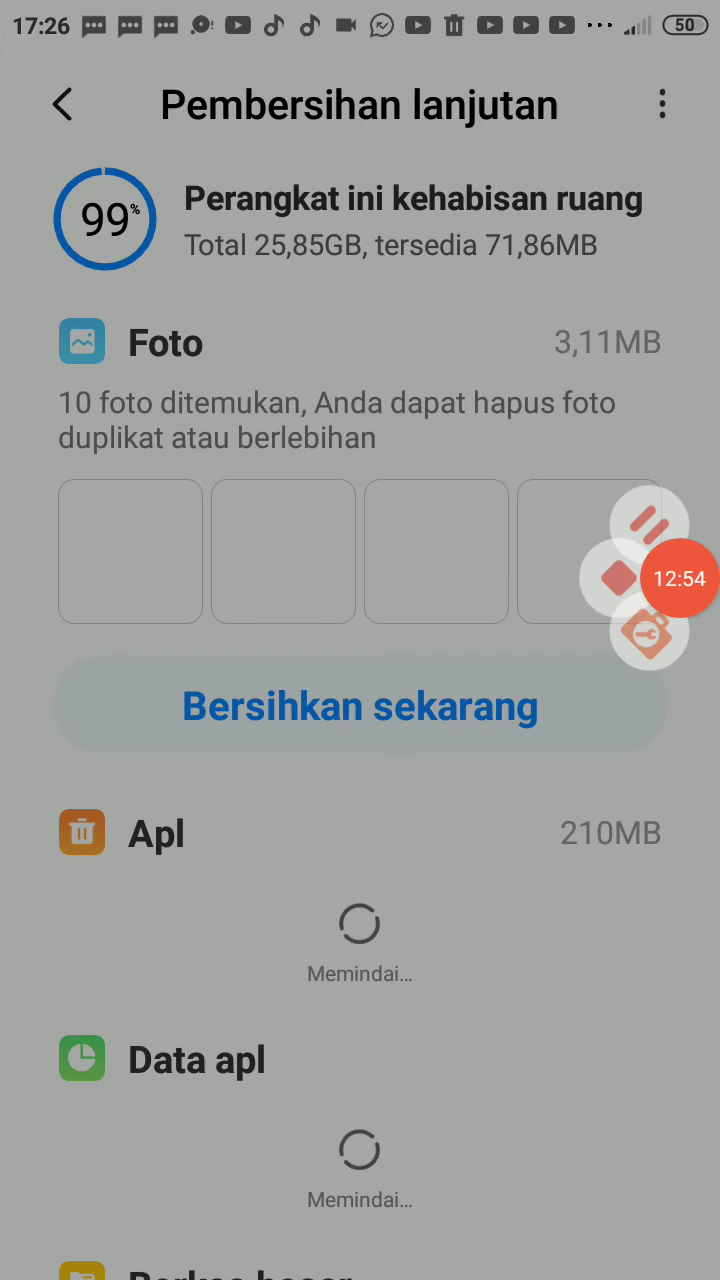 17:26 50
Pembersihan lanjutan
99%
Perangkat ini kehabisan ruang
Total 25,85GB, tersedia 71,86MB
Foto 3,11MB
10 foto ditemukan, Anda dapat hapus foto
duplikat atau berlebihan
12:54
Bersihkan sekarang
Apl 210MB
Memindai...
Data apl
Memindai...
Berkas besar